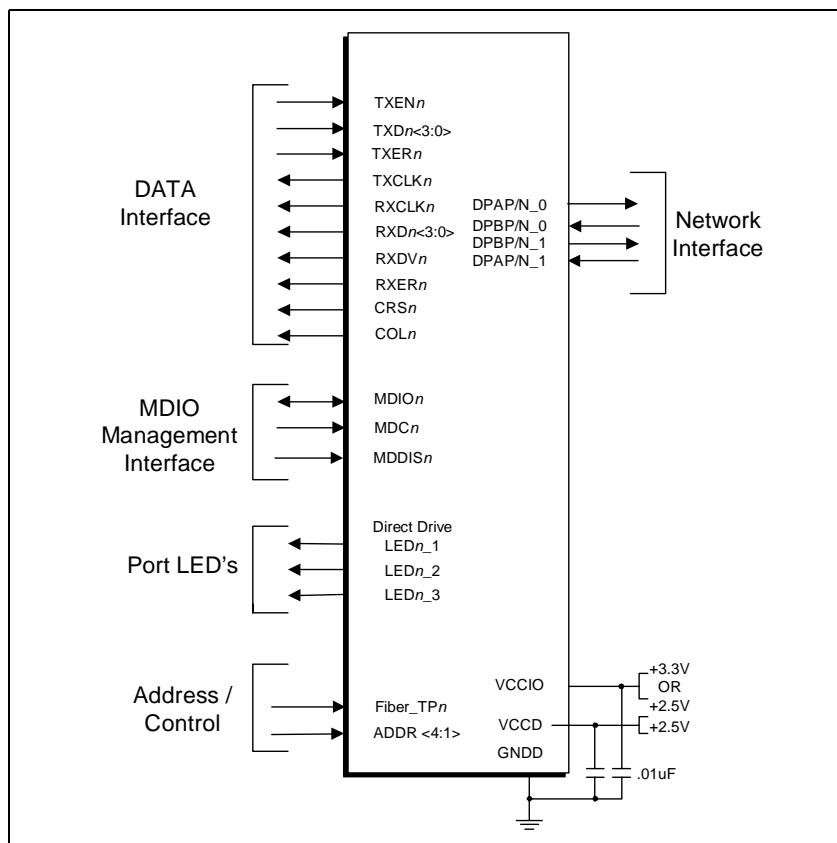 DATA
Interface
TXENn
TXDn<3:0>
TXERn
TXCLKn
RXCLKn
RXDn<3:0>
RXDVn
RXERn
CRSn
COLn
DPAP/N_0
DPBP/N_0
DPBP/N_1
DPAP/N_1
Network
Interface
MDIO
Management
Interface
MDIOn
MDCn
MDDISn
Port LED's
Direct Drive
LEDn_1
LEDn_2
LEDn_3
Address /
Control
Fiber_TPn
ADDR <4:1>
VCCIO
VCCD
GNDD
+3.3V
OR
+2.5V
+2.5V
.01uF